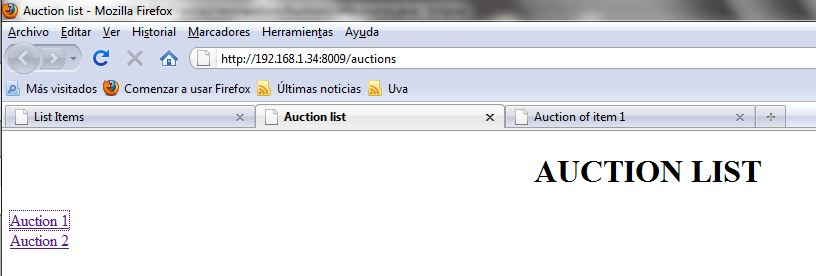 Auction list - Mozilla Firefox
Archivo Editar Ver Historial Marcadores Herramientas Ayuda
http://192.168.1.34:8009/auctions
Más visitados Comenzar a usar Firefox Últimas noticias Uva
List Items Auction list Auction of item 1
AUCTION LIST
Auction 1
Auction 2